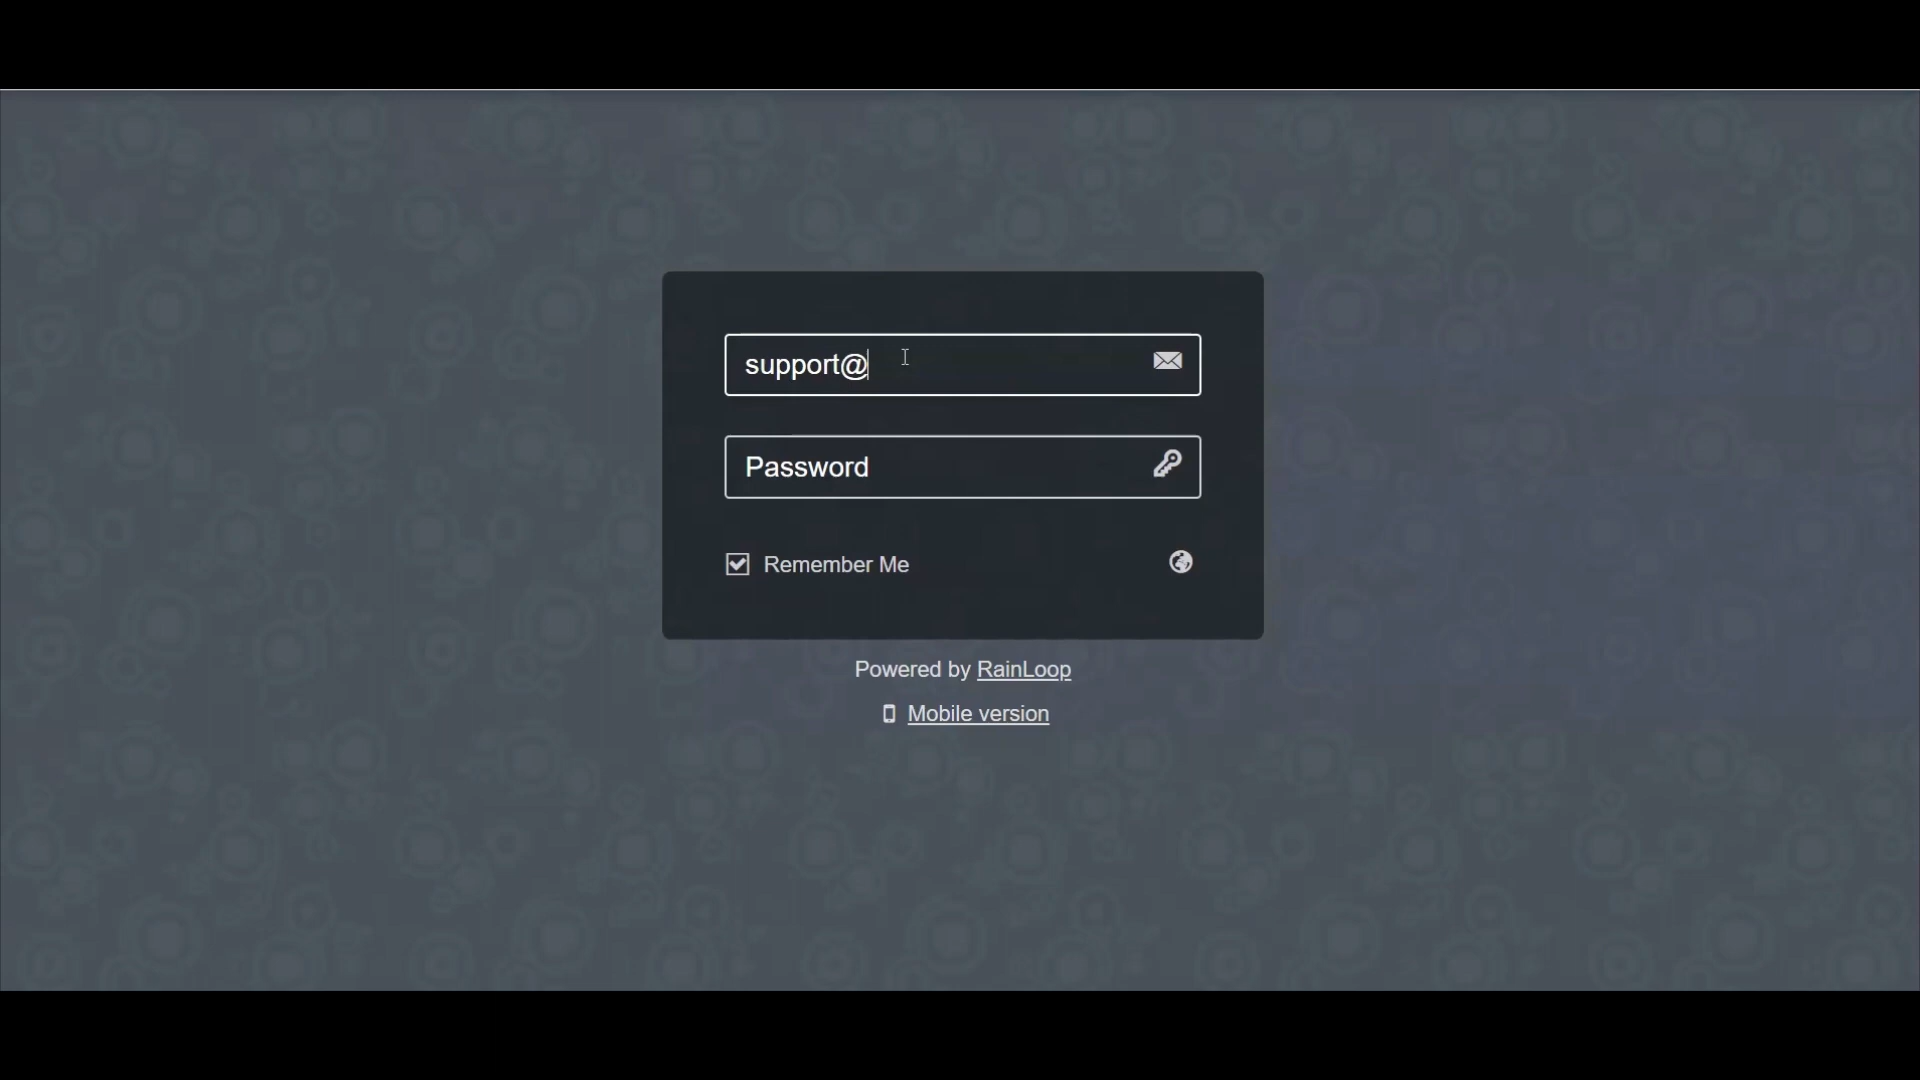 support@
Password
Remember Me
Powered by RainLoop
Mobile version